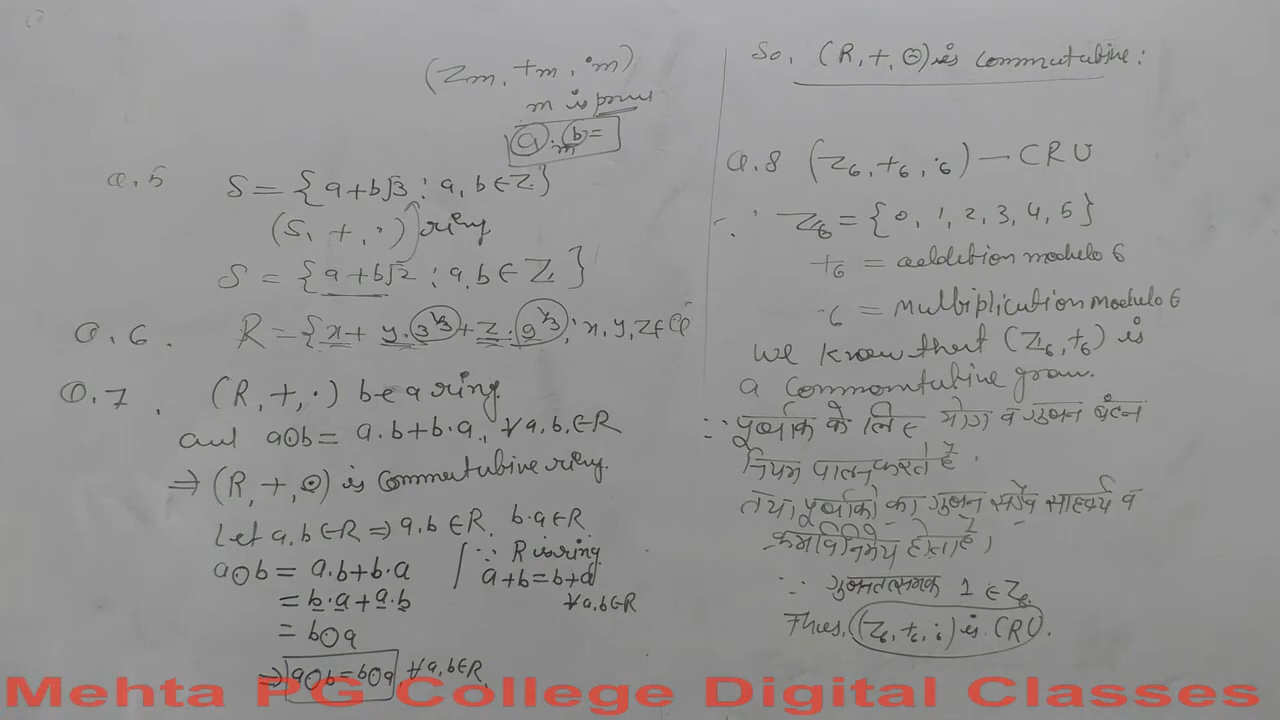 (Zm, +m, ·m)
m is prime
a ·m b =
Q.5 S = {a+b√3 : a, b ∈ Z}
(S, +, ·) ring
S = {a+b√2 : a, b ∈ Z}
Q.6. R = {x + y.3^1/3 + z.9^1/3 ; x, y, z ∈ Q
Q.7. (R, +, ·) be a ring
and a⊙b = a.b+b.a, ∀ a, b, ∈R
⇒ (R, +, ⊙) is commutative ring.
Let a, b ∈ R ⇒ a.b ∈ R, b.a ∈ R
a⊙b = a.b+b.a
∵ R is ring
a+b = b+a
∀ a, b ∈ R
= b.a + a.b
= b⊙a
⇒ a⊙b = b⊙a, ∀ a, b ∈ R.
So, (R, +, ⊙) is commutative:
Q.8 (Z6, +6, ·6) — CRU
∵ Z6 = {0, 1, 2, 3, 4, 5}
+6 = addition modulo 6
·6 = multiplication modulo 6
We know that (Z6, +6) is
a commutative group.
∵ पूर्णांक के लिए योग व गुणन बंटन
नियम पालन करता है.
तथा पूर्णांकों का गुणन सदैव साहचर्य व
क्रमविनिमेय होता है।
∵ गुणनतत्समक 1 ∈ Z6
Thus, (Z6, +6, ·6) is CRU.
Mehta PG College Digital Classes